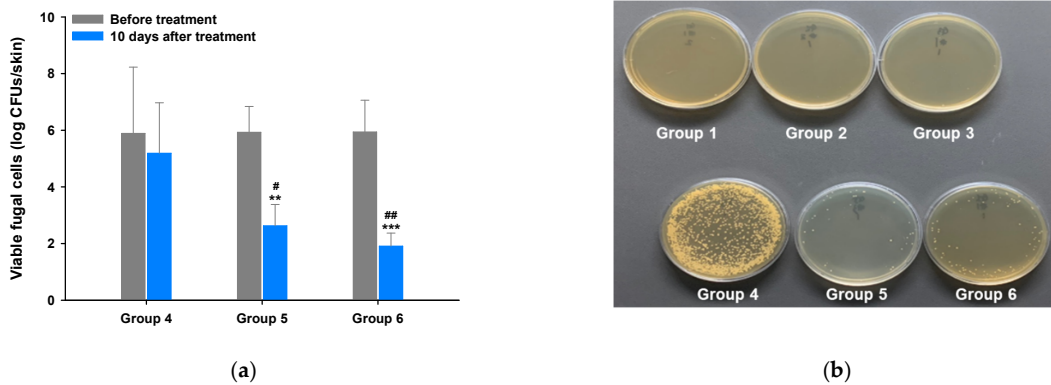 Before treatment
10 days after treatment
Viable fugal cells (log CFUs/skin)
10
8
6
4
2
0
#
**
##
***
Group 4
Group 5
Group 6
(a)
Group 1
Group 2
Group 3
Group 4
Group 5
Group 6
(b)